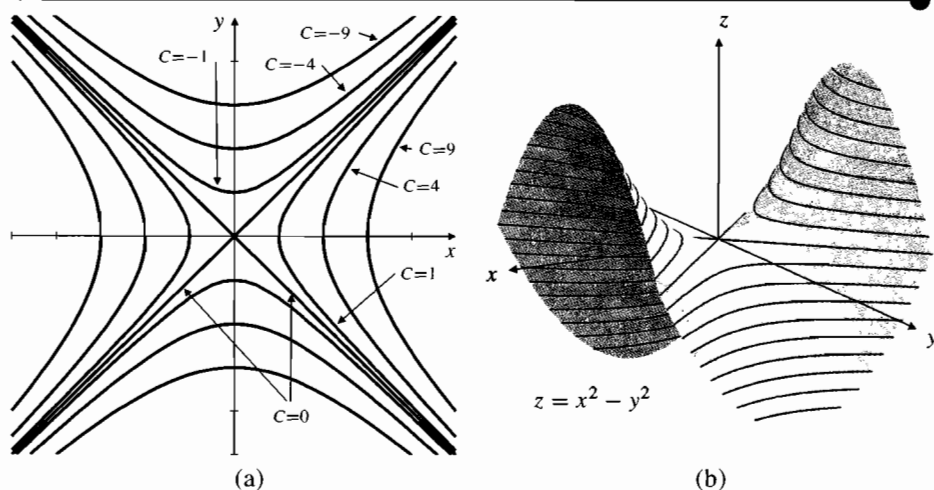 y
C=−1
C=−9
C=−4
C=9
C=4
x
C=1
C=0
(a)
z
x
y
z = x² − y²
(b)